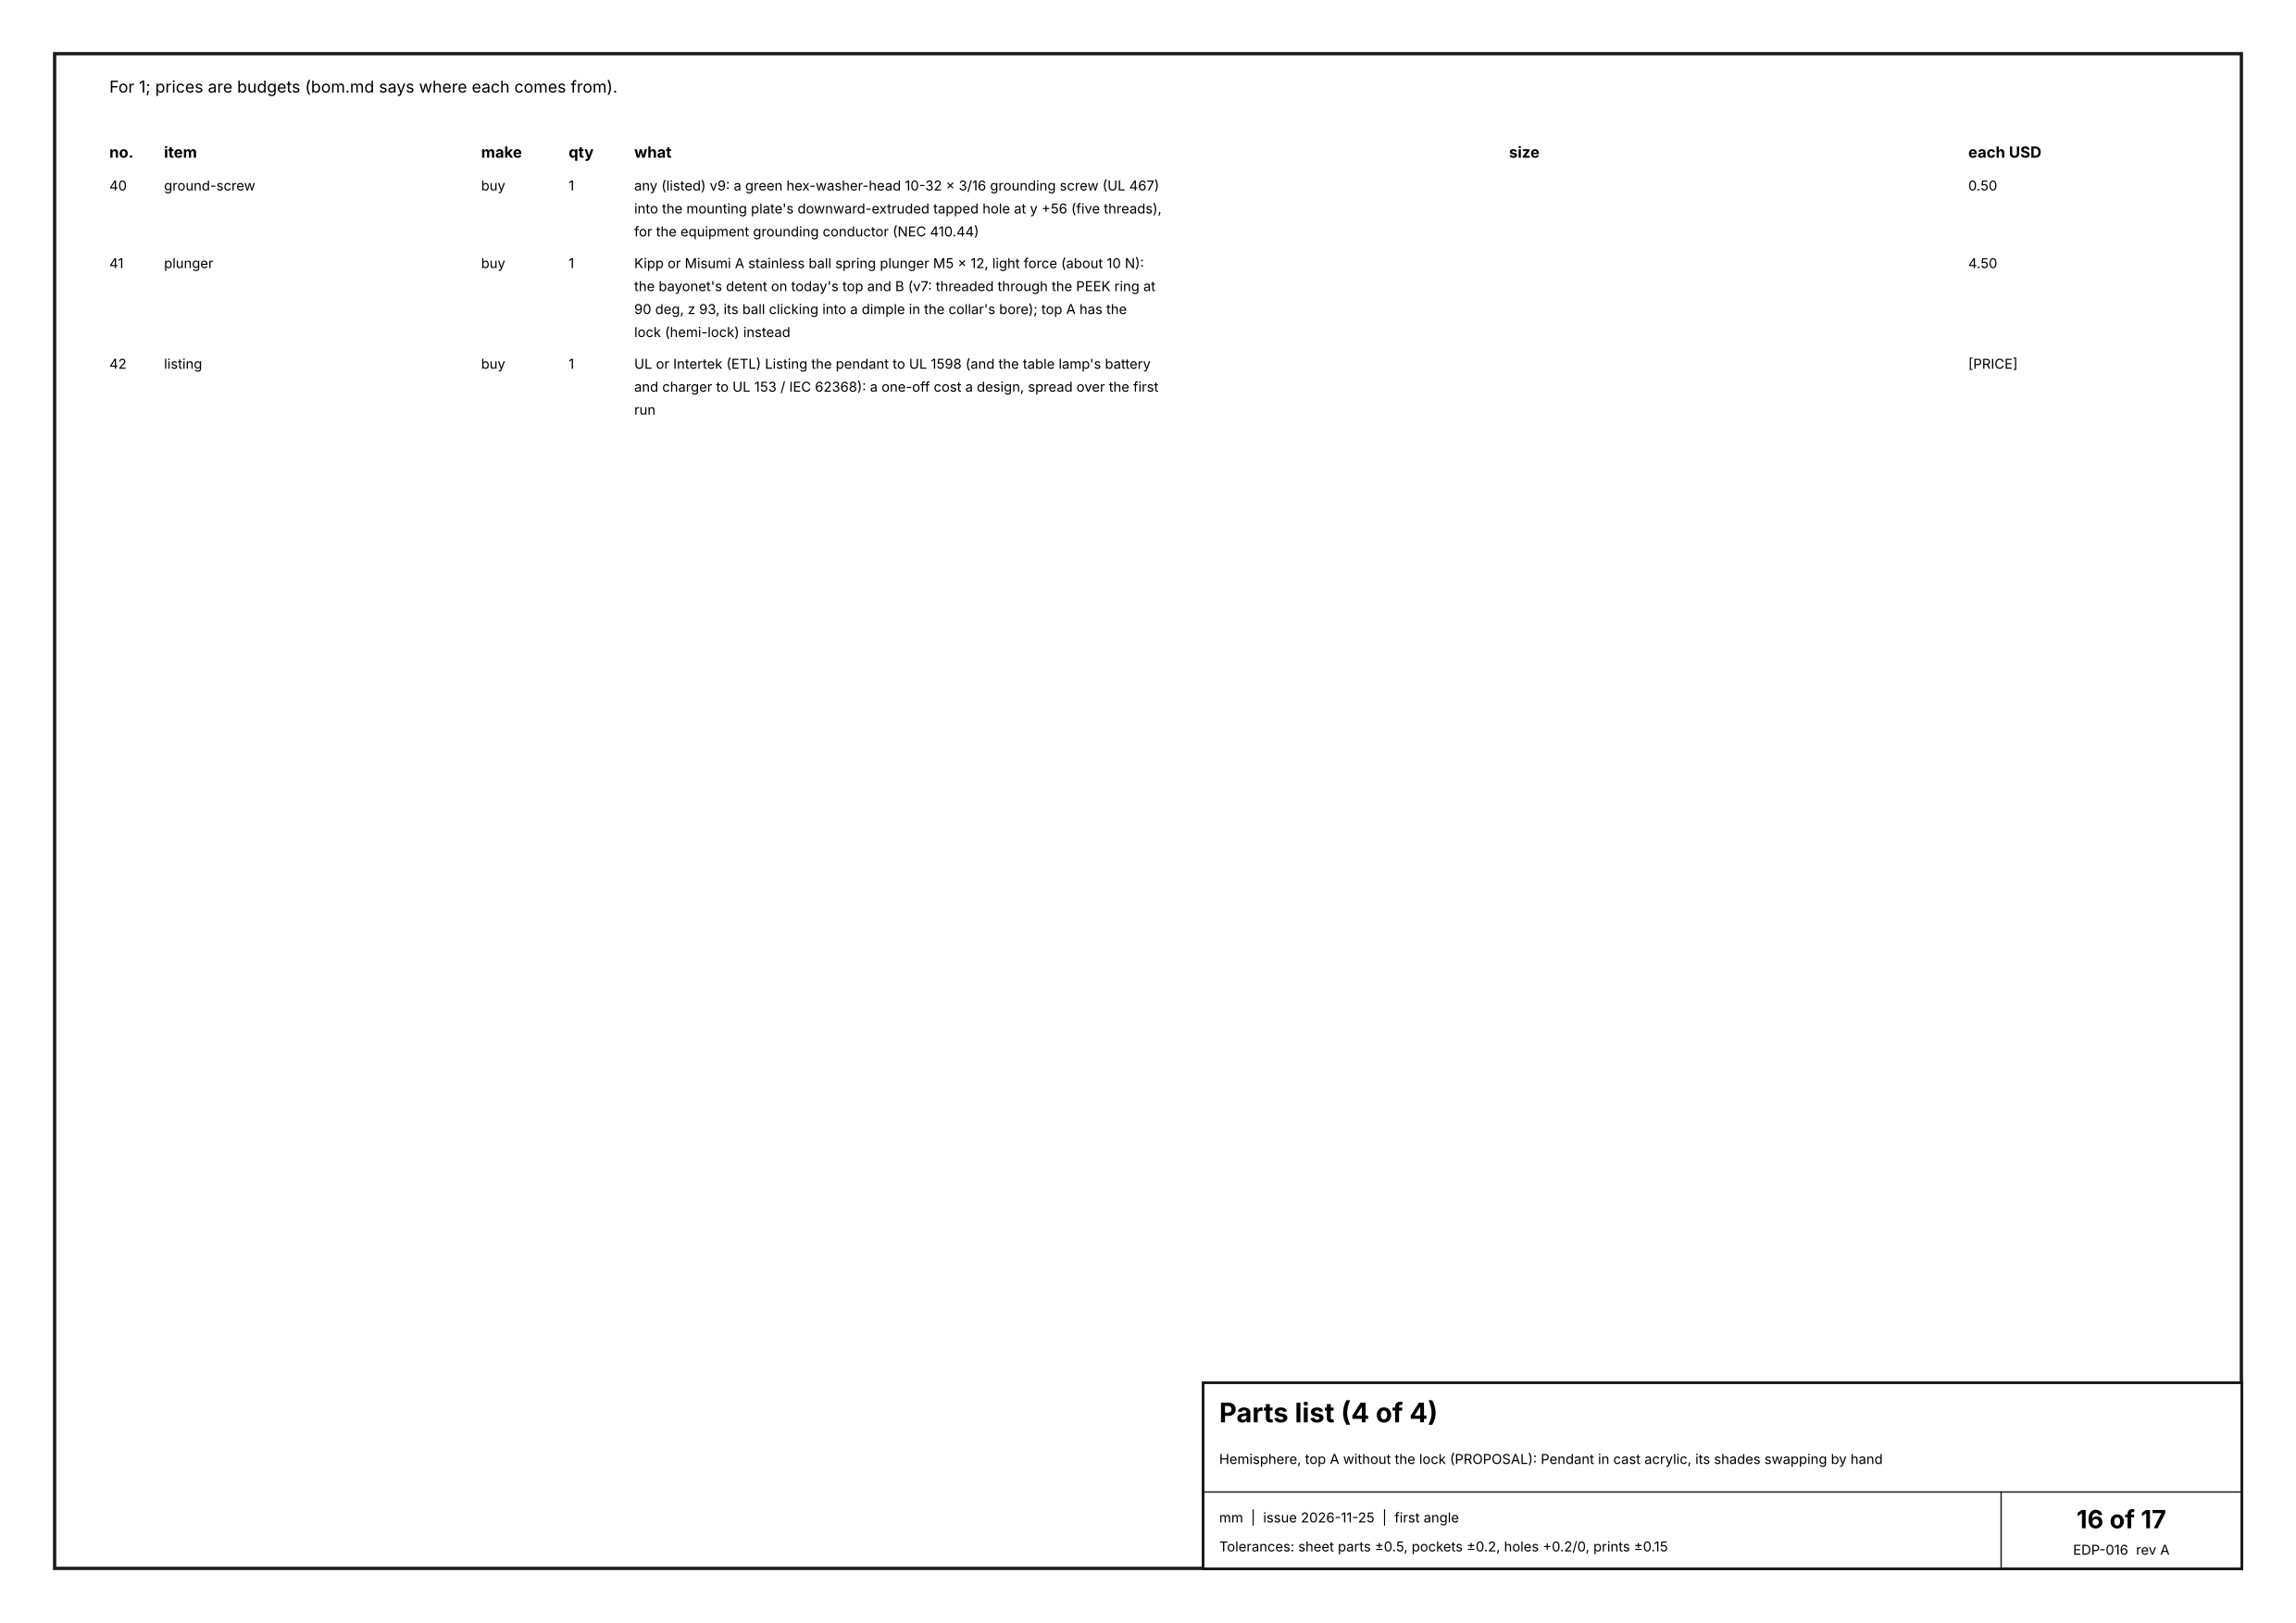 For 1; prices are budgets (bom.md says where each comes from).
no. item make qty what size each USD
40 ground-screw buy 1 any (listed) v9: a green hex-washer-head 10-32 × 3/16 grounding screw (UL 467) 0.50
into the mounting plate's downward-extruded tapped hole at y +56 (five threads),
for the equipment grounding conductor (NEC 410.44)
41 plunger buy 1 Kipp or Misumi A stainless ball spring plunger M5 × 12, light force (about 10 N): 4.50
the bayonet's detent on today's top and B (v7: threaded through the PEEK ring at
90 deg, z 93, its ball clicking into a dimple in the collar's bore); top A has the
lock (hemi-lock) instead
42 listing buy 1 UL or Intertek (ETL) Listing the pendant to UL 1598 (and the table lamp's battery [PRICE]
and charger to UL 153 / IEC 62368): a one-off cost a design, spread over the first
run
Parts list (4 of 4)
Hemisphere, top A without the lock (PROPOSAL): Pendant in cast acrylic, its shades swapping by hand
mm | issue 2026-11-25 | first angle
Tolerances: sheet parts ±0.5, pockets ±0.2, holes +0.2/0, prints ±0.15
16 of 17
EDP-016 rev A